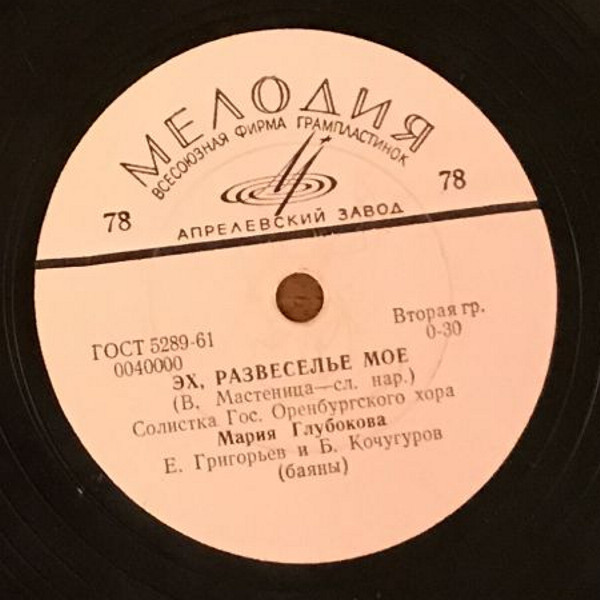 МЕЛОДИЯ
ВСЕСОЮЗНАЯ ФИРМА ГРАМПЛАСТИНОК
78 78
АПРЕЛЕВСКИЙ ЗАВОД
Вторая гр.
ГОСТ 5289-61 0-30
0040000
ЭХ, РАЗВЕСЕЛЬЕ МОЕ
(В. Мастеница—сл. нар.)
Солистка Гос. Оренбургского хора
Мария Глубокова
Е. Григорьев и Б. Кочугуров
(баяны)